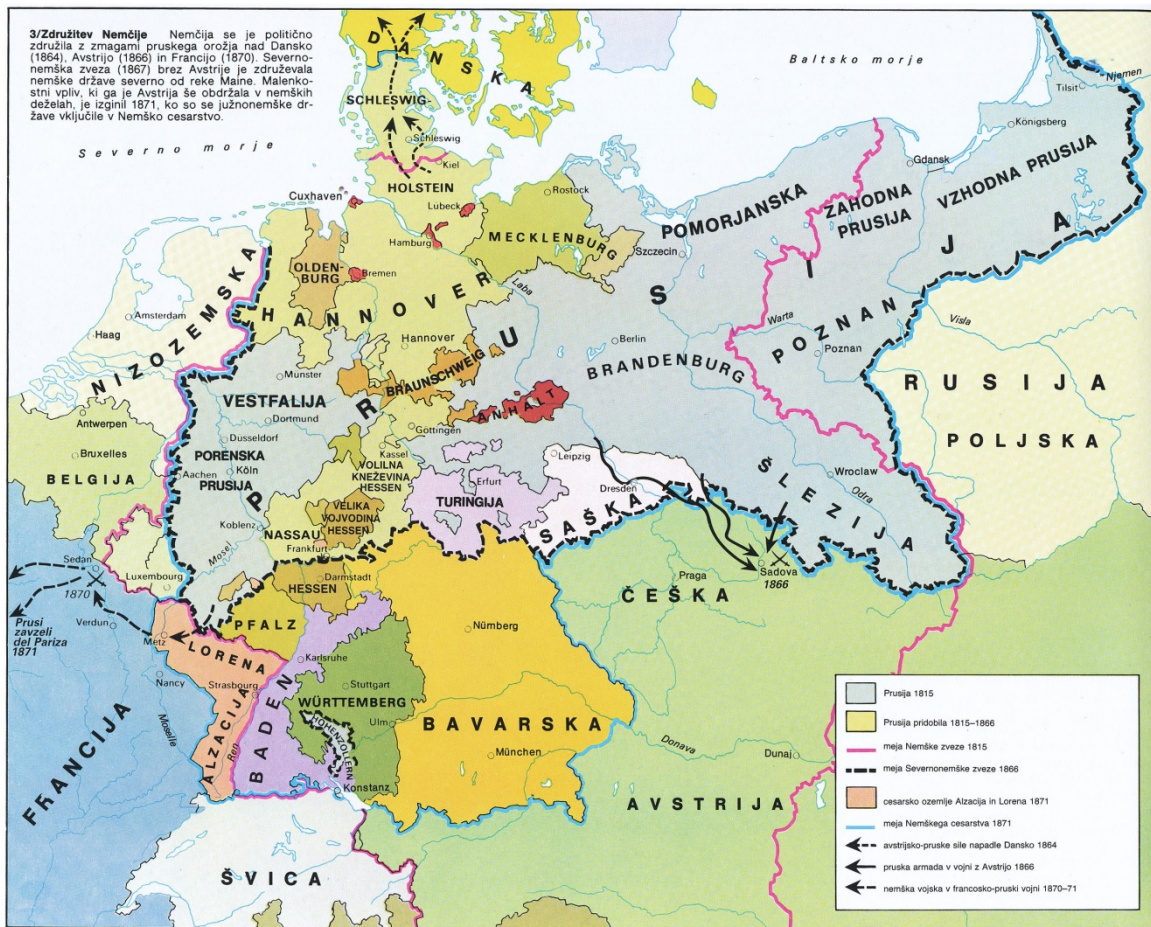 3/Združitev Nemčije Nemčija se je politično
združila z zmagami pruskega orožja nad Dansko
(1864), Avstrijo (1866) in Francijo (1870). Severno-
nemška zveza (1867) brez Avstrije je združevala
nemške države severno od reke Maine. Malenko-
stni vpliv, ki ga je Avstrija še obdržala v nemških
deželah, je izginil 1871, ko so se južnonemške dr-
žave vključile v Nemško cesarstvo.
Severno morje
Baltsko morje
DANSKA
SCHLESWIG-
Schleswig
Kiel
HOLSTEIN
Cuxhaven
Lubeck
Hamburg
Rostock
MECKLENBURG
Szczecin
POMORJANSKA
Gdansk
Königsberg
Tilsit
Njemen
ZAHODNA
PRUSIJA
VZHODNA PRUSIJA
PRUSIJA
OLDEN-
BURG
Bremen
HANNOVER
Hannover
Laba
NIZOZEMSKA
Amsterdam
Haag
Berlin
BRANDENBURG
Warta
POZNAN
Poznan
Visla
RUSIJA
POLJSKA
Münster
VESTFALIJA
Dortmund
BRAUNSCHWEIG
ANHALT
Göttingen
Antwerpen
Bruxelles
BELGIJA
Düsseldorf
PORENSKA
PRUSIJA
Köln
Aachen
Kassel
VOLILNA
KNEŽEVINA
HESSEN
Leipzig
Dresden
SAŠKA
Erfurt
TURINGIJA
Wroclaw
Odra
ŠLEZIJA
Koblenz
Mosel
NASSAU
VELIKA
VOJVODINA
HESSEN
Frankfurt
Luxembourg
Darmstadt
HESSEN
PFALZ
Sedan
1870
Prusi
zavzeli
del Pariza
1871
Verdun
Metz
LORENA
Nancy
Strasbourg
Moselle
ALZACIJA
Ren
FRANCIJA
BADEN
Karlsruhe
Stuttgart
WÜRTTEMBERG
Ulm
HOHENZOLLERN
Konstanz
Nürnberg
BAVARSKA
München
Praga
ČEŠKA
Sadova
1866
Donava
Dunaj
AVSTRIJA
ŠVICA
Prusija 1815
Prusija pridobila 1815–1866
meja Nemške zveze 1815
meja Severnonemške zveze 1866
cesarsko ozemlje Alzacija in Lorena 1871
meja Nemškega cesarstva 1871
avstrijsko-pruske sile napadle Dansko 1864
pruska armada v vojni z Avstrijo 1866
nemška vojska v francosko-pruski vojni 1870–71